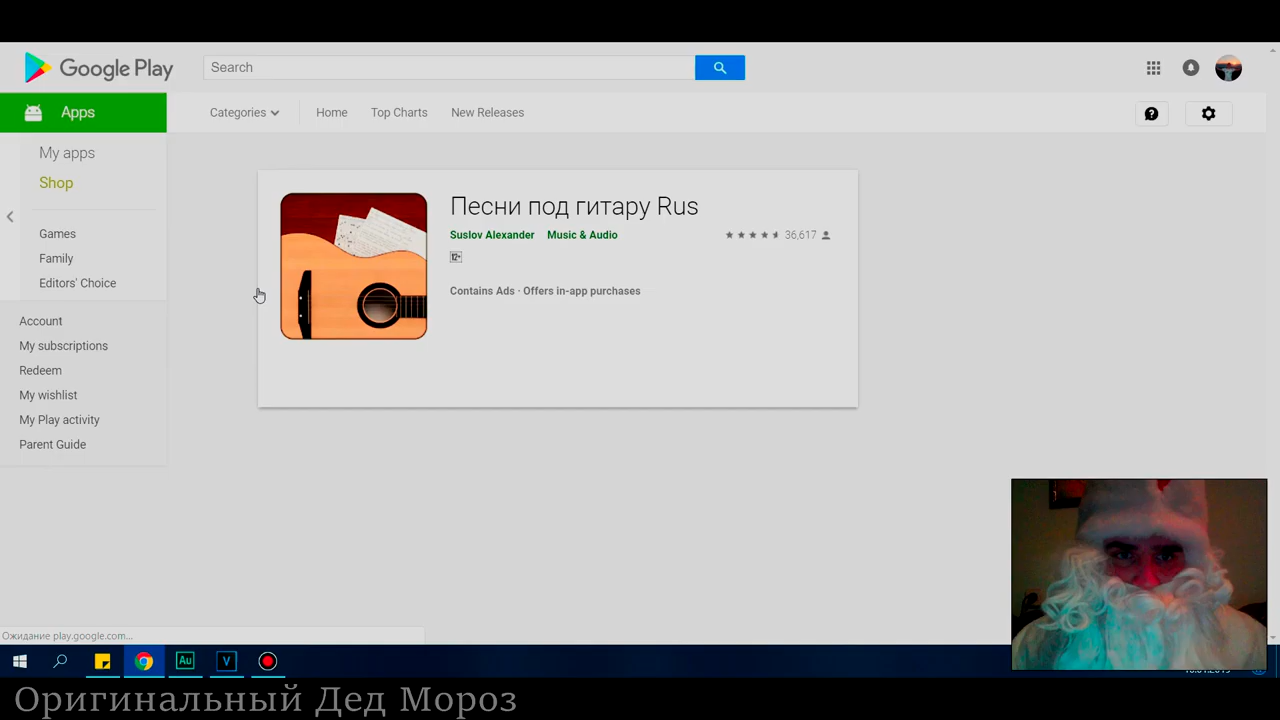 Google Play
Search
Apps
Categories
Home
Top Charts
New Releases
My apps
Shop
Games
Family
Editors' Choice
Account
My subscriptions
Redeem
My wishlist
My Play activity
Parent Guide
Песни под гитару Rus
Suslov Alexander Music & Audio
36,617
12+
Contains Ads · Offers in-app purchases
Ожидание play.google.com...
Au
V
Оригинальный Дед Мороз